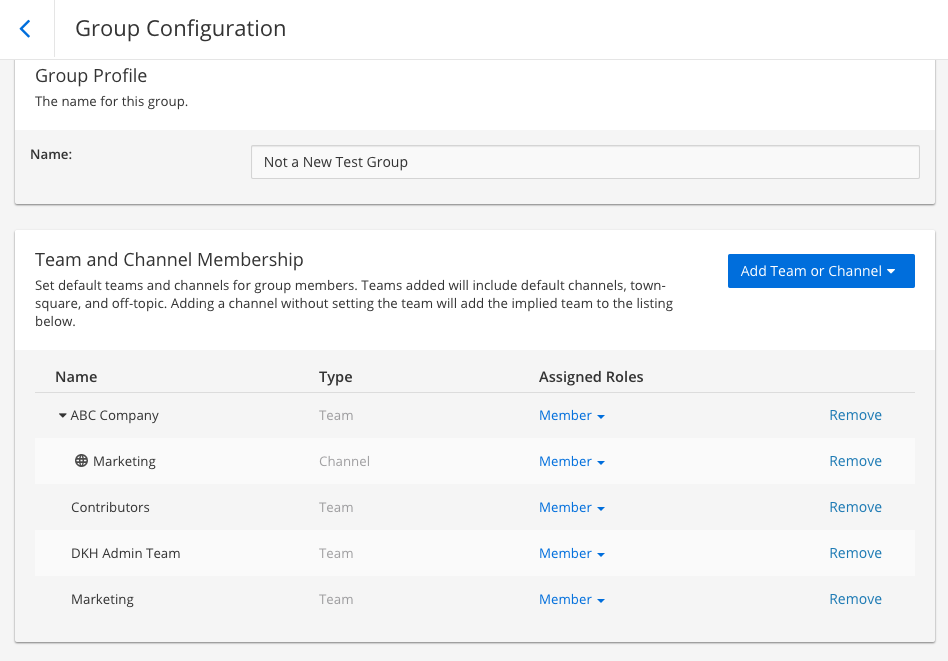 Group Configuration
Group Profile
The name for this group.
Name:
Not a New Test Group
Team and Channel Membership
Add Team or Channel
Set default teams and channels for group members. Teams added will include default channels, town-
square, and off-topic. Adding a channel without setting the team will add the implied team to the listing
below.
Name Type Assigned Roles
ABC Company Team Member Remove
Marketing Channel Member Remove
Contributors Team Member Remove
DKH Admin Team Team Member Remove
Marketing Team Member Remove